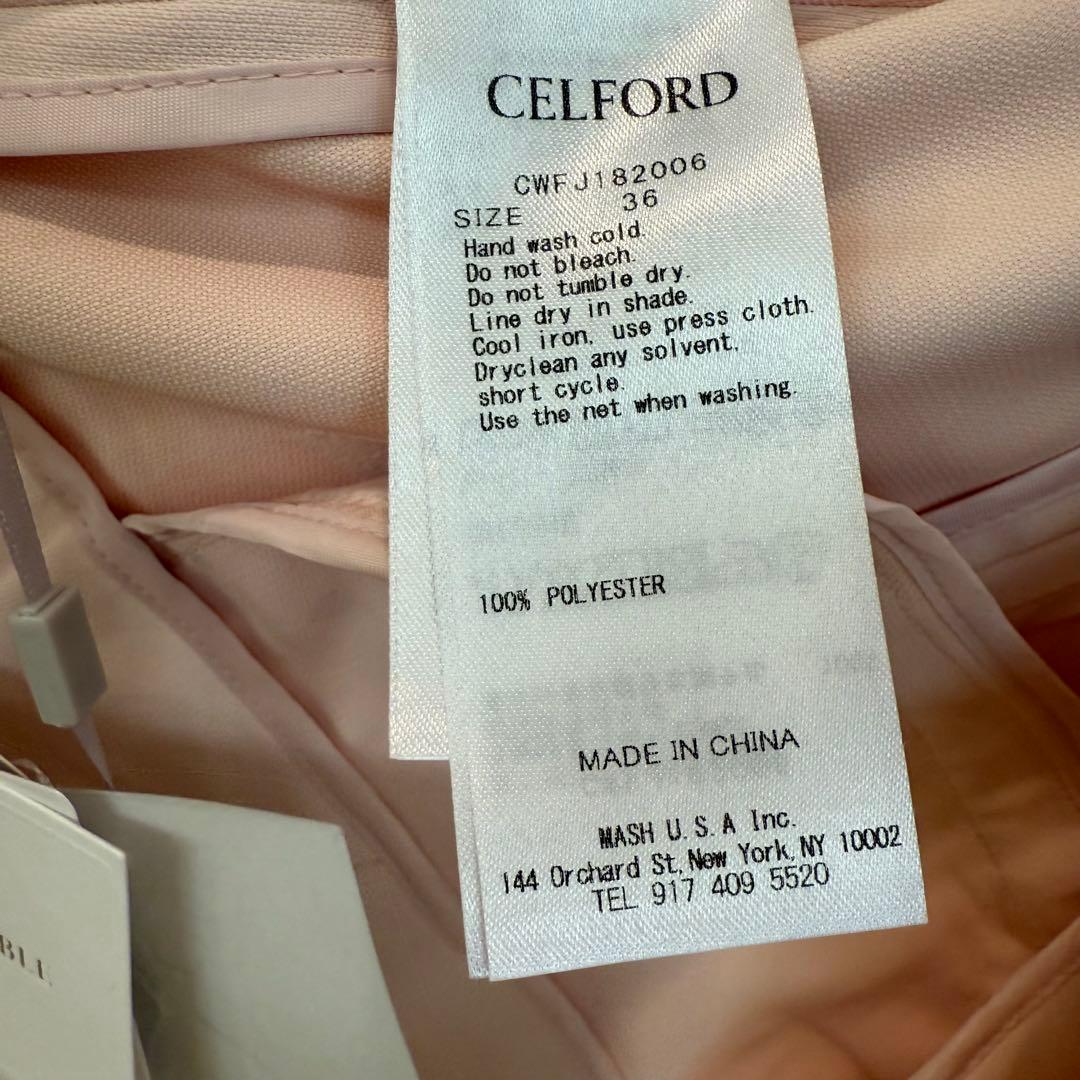 CELFORD
CWFJ182006
SIZE 36
Hand wash cold.
Do not bleach.
Do not tumble dry.
Line dry in shade.
Cool iron, use press cloth.
Dryclean any solvent,
short cycle.
Use the net when washing.
100% POLYESTER
MADE IN CHINA
MASH U.S.A Inc.
144 Orchard St, New York, NY 10002
TEL 917 409 5520